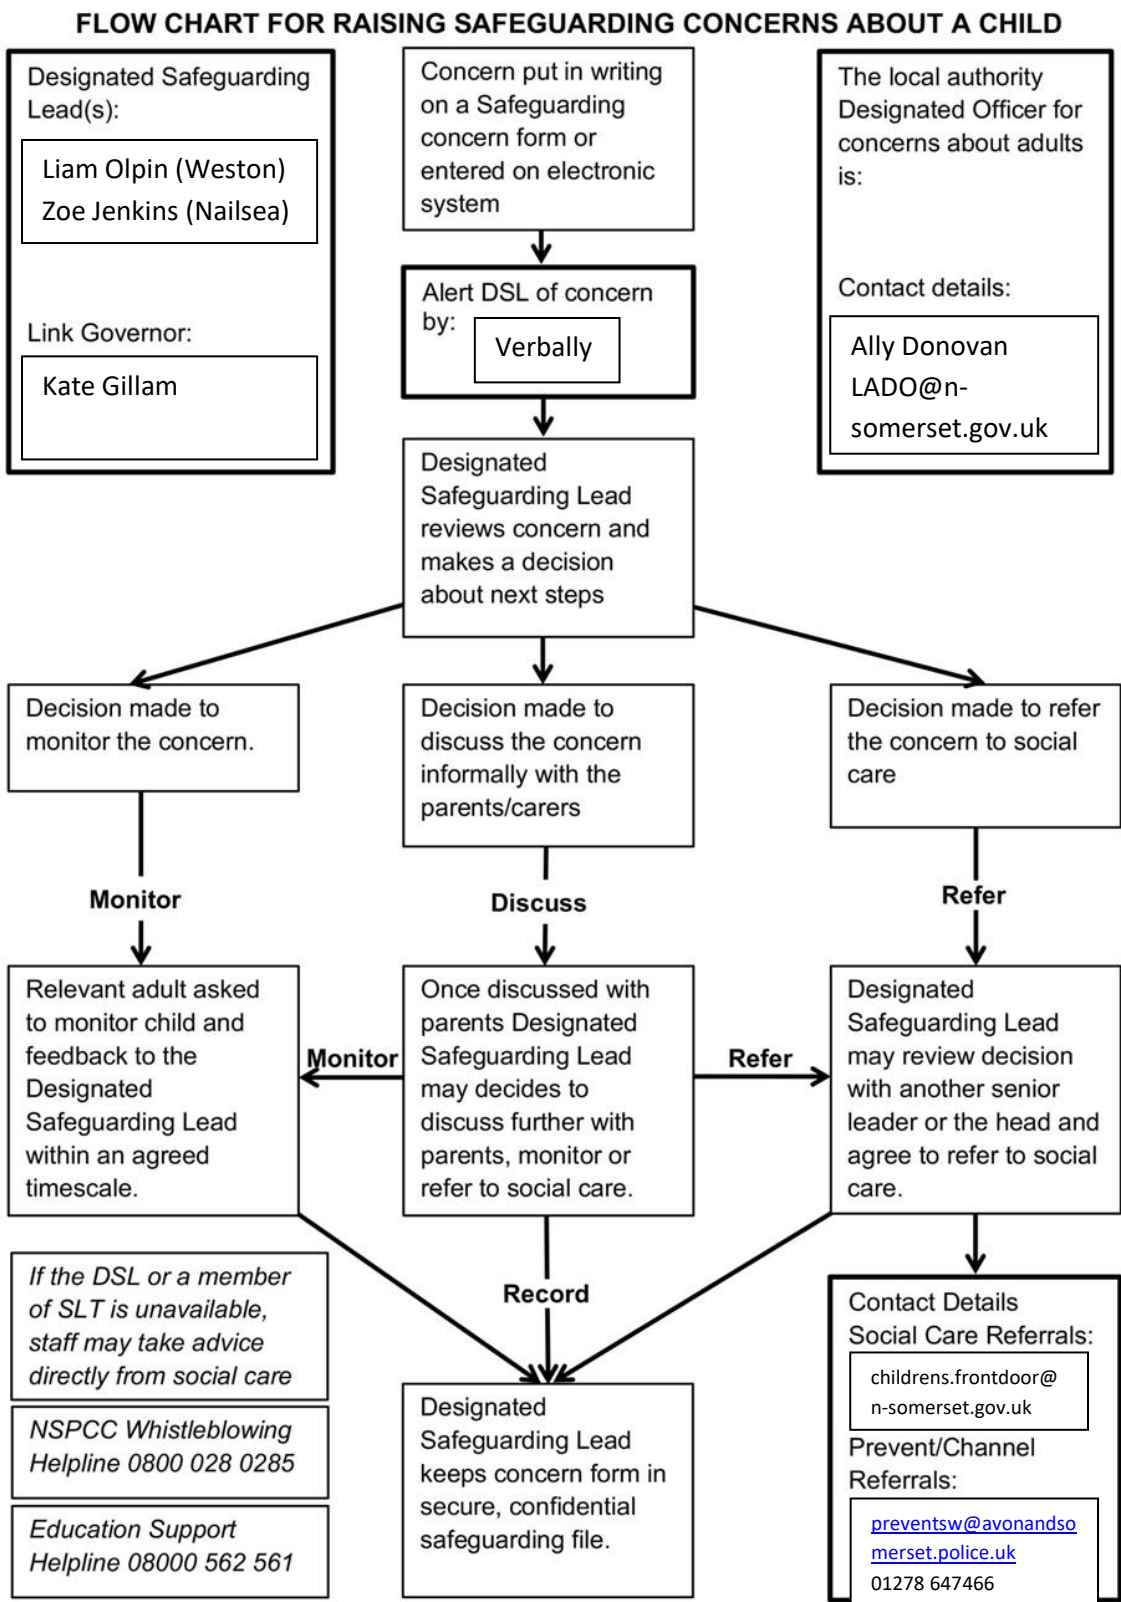 FLOW CHART FOR RAISING SAFEGUARDING CONCERNS ABOUT A CHILD
Designated Safeguarding
Lead(s):
Liam Olpin (Weston)
Zoe Jenkins (Nailsea)
Link Governor:
Kate Gillam
Concern put in writing
on a Safeguarding
concern form or
entered on electronic
system
Alert DSL of concern
by:
Verbally
The local authority
Designated Officer for
concerns about adults
is:
Contact details:
Ally Donovan
LADO@n-
somerset.gov.uk
Designated
Safeguarding Lead
reviews concern and
makes a decision
about next steps
Decision made to
monitor the concern.
Decision made to
discuss the concern
informally with the
parents/carers
Decision made to refer
the concern to social
care
Monitor
Discuss
Refer
Relevant adult asked
to monitor child and
feedback to the
Designated
Safeguarding Lead
within an agreed
timescale.
Monitor
Once discussed with
parents Designated
Safeguarding Lead
may decides to
discuss further with
parents, monitor or
refer to social care.
Refer
Designated
Safeguarding Lead
may review decision
with another senior
leader or the head and
agree to refer to social
care.
If the DSL or a member
of SLT is unavailable,
staff may take advice
directly from social care
NSPCC Whistleblowing
Helpline 0800 028 0285
Education Support
Helpline 08000 562 561
Record
Designated
Safeguarding Lead
keeps concern form in
secure, confidential
safeguarding file.
Contact Details
Social Care Referrals:
childrens.frontdoor@
n-somerset.gov.uk
Prevent/Channel
Referrals:
preventsw@avonandso
merset.police.uk
01278 647466